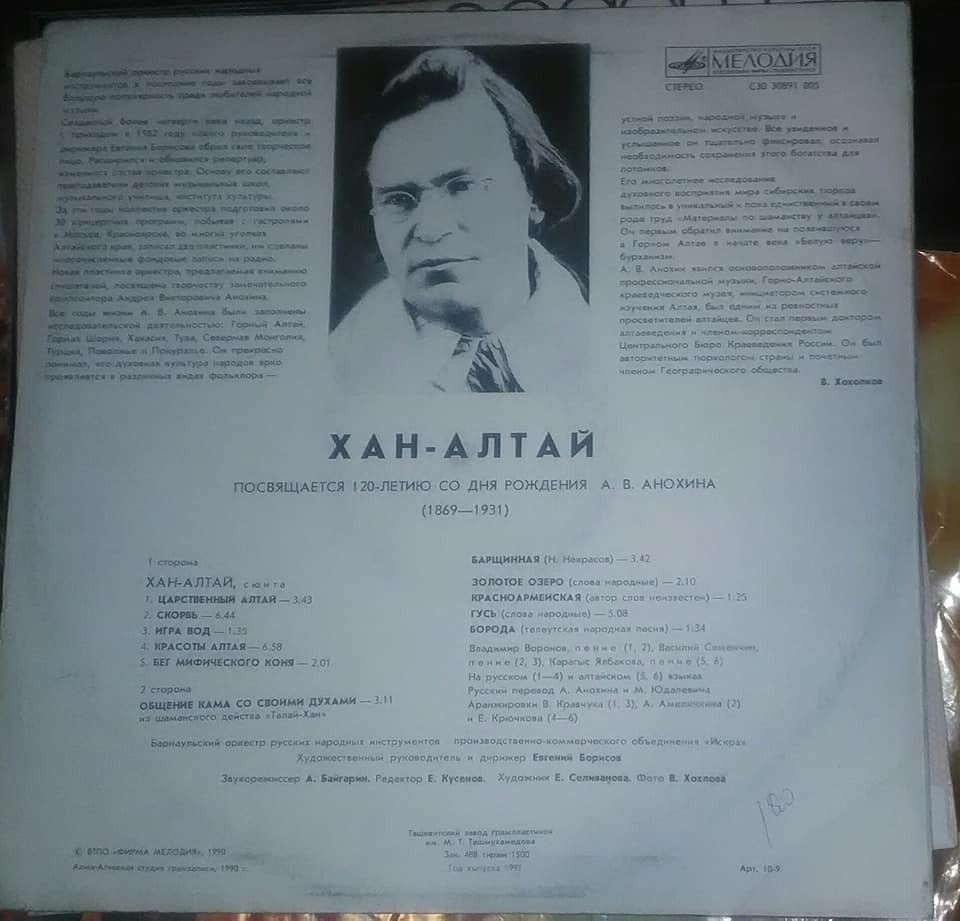 Барнаульский оркестр русских народных
инструментов в последние годы завоевывает все
большую популярность среди любителей народной
музыки.
Созданный более четверти века назад, оркестр
с приходом в 1982 году нового руководителя и
дирижера Евгения Борисова обрел свое творческое
лицо. Расширился и обновился репертуар,
изменился состав оркестра. Основу его составляют
преподаватели детских музыкальных школ,
музыкального училища, института культуры.
За эти годы коллектив оркестра подготовил около
30 концертных программ, побывал с гастролями
в Москве, Красноярске, во многих уголках
Алтайского края, записал две пластинки, им сделаны
многочисленные фондовые записи на радио.
Новая пластинка оркестра, предлагаемая вниманию
слушателей, посвящена творчеству замечательного
композитора Андрея Викторовича Анохина.
Все годы жизни А. В. Анохина были заполнены
исследовательской деятельностью: Горный Алтай,
Горная Шория, Хакасия, Тува, Северная Монголия,
Турция, Поволжье и Приуралье. Он прекрасно
понимал, что духовная культура народов ярко
проявляется в различных видах фольклора —
МИНИСТЕРСТВО КУЛЬТУРЫ СССР
МЕЛОДИЯ
СТЕРЕО С30 30891 005
устной поэзии, народной музыке и
изобразительном искусстве. Все увиденное и
услышанное он тщательно фиксировал, осознавая
необходимость сохранения этого богатства для
потомков.
Его многолетнее исследование
духовного восприятия мира сибирских тюрков
вылилось в уникальный и пока единственный в своем
роде труд «Материалы по шаманству у алтайцев».
Он первым обратил внимание на появившуюся
в Горном Алтае в начале века «Белую веру»—
бурханизм.
А. В. Анохин явился основоположником алтайской
профессиональной музыки, Горно-Алтайского
краеведческого музея, инициатором системного
изучения Алтая, был одним из ревностных
просветителей алтайцев. Он стал первым доктором
алтаеведения и членом-корреспондентом
Центрального Бюро Краеведения России. Он был
авторитетным тюркологом страны и почетным
членом Географического общества.
В. Хохолков
ХАН-АЛТАЙ
ПОСВЯЩАЕТСЯ 120-ЛЕТИЮ СО ДНЯ РОЖДЕНИЯ А. В. АНОХИНА
(1869—1931)
1 сторона
ХАН-АЛТАЙ, сюита
1. ЦАРСТВЕННЫЙ АЛТАЙ — 3.43
2. СКОРБЬ — 6.44
3. ИГРА ВОД — 1.35
4. КРАСОТЫ АЛТАЯ — 6.58
5. БЕГ МИФИЧЕСКОГО КОНЯ — 2.01
2 сторона
ОБЩЕНИЕ КАМА СО СВОИМИ ДУХАМИ — 3.11
из шаманского действа «Талай-Хан»
БАРЩИННАЯ (Н. Некрасов) — 3.42
ЗОЛОТОЕ ОЗЕРО (слова народные) — 2.10
КРАСНОАРМЕЙСКАЯ (автор слов неизвестен) — 1.25
ГУСЬ (слова народные) — 5.08
БОРОДА (телеутская народная песня) — 1.34
Владимир Воронов, пение (1, 2), Василий Семенчин,
пение (2, 3), Карагыс Ялбакова, пение (5, 6)
На русском (1—4) и алтайском (5, 6) языках
Русский перевод А. Анохина и М. Юдалевича
Аранжировки В. Кравчука (1, 3), А. Амелинкина (2)
и Е. Крючкова (4—6)
Барнаульский оркестр русских народных инструментов производственно-коммерческого объединения «Искра»
Художественный руководитель и дирижер Евгений Борисов
Звукорежиссер А. Байгарин. Редактор Е. Кусенов. Художник Е. Селиванова. Фото В. Хохлова
180
© ВТПО «ФИРМА МЕЛОДИЯ», 1990
Алма-Атинская студия грамзаписи, 1990 г.
Ташкентский завод грампластинок
им. М. Т. Ташмухамедова
Зак. 488 тираж 1500
Год выпуска 1991
Арт. 10-9.